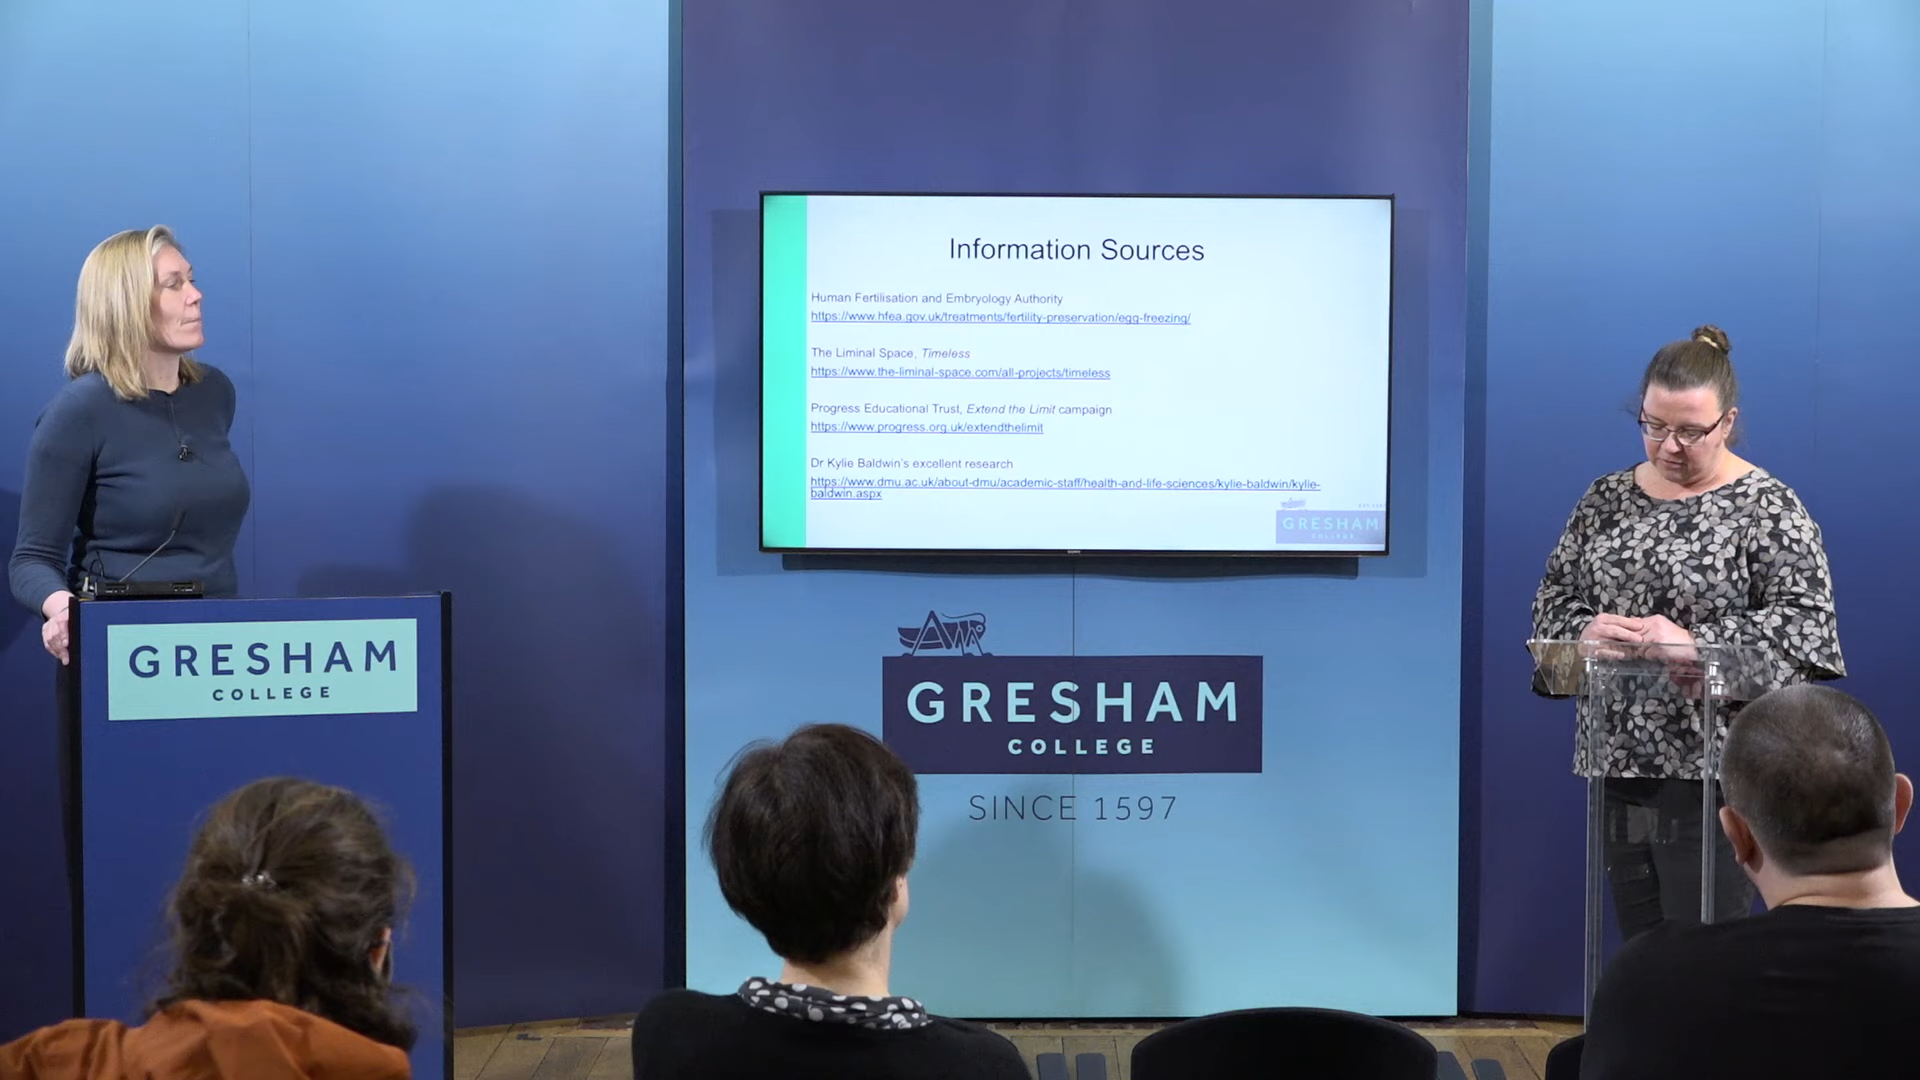 Information Sources
Human Fertilisation and Embryology Authority
https://www.hfea.gov.uk/treatments/fertility-preservation/egg-freezing/
The Liminal Space, Timeless
https://www.the-liminal-space.com/all-projects/timeless
Progress Educational Trust, Extend the Limit campaign
https://www.progress.org.uk/extendthelimit
Dr Kylie Baldwin's excellent research
https://www.dmu.ac.uk/about-dmu/academic-staff/health-and-life-sciences/kylie-baldwin/kylie-
baldwin.aspx
GRESHAM
COLLEGE
GRESHAM
COLLEGE
GRESHAM
COLLEGE
SINCE 1597